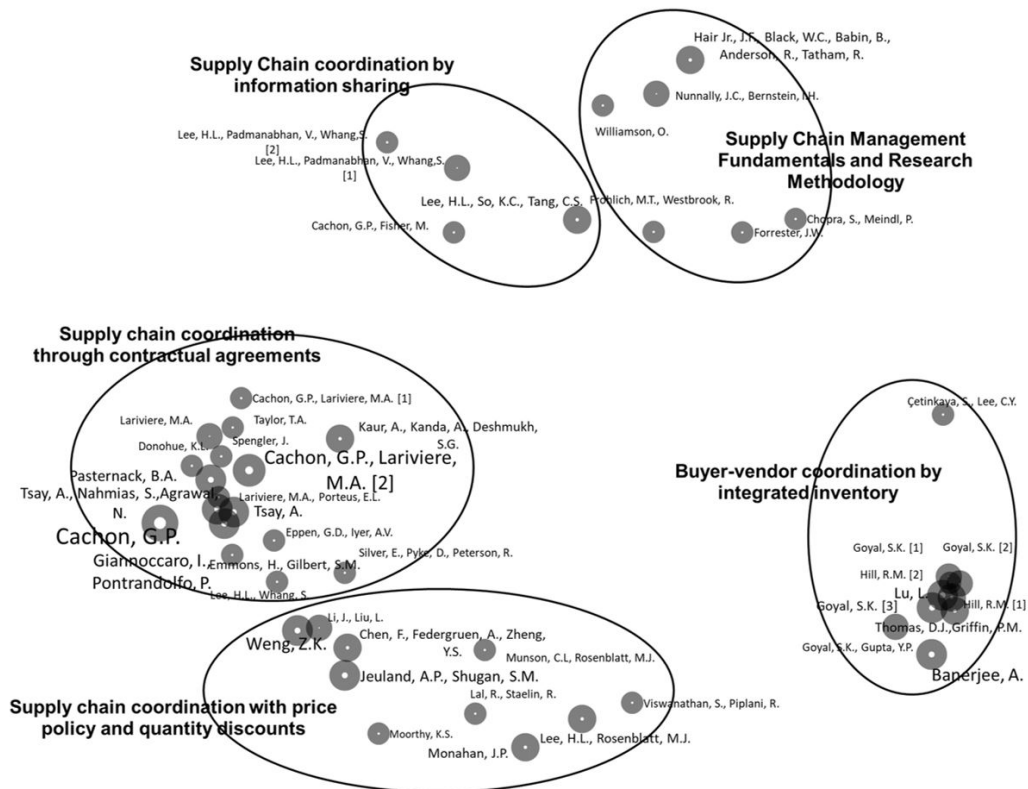 Supply Chain coordination by
information sharing
Lee, H.L., Padmanabhan, V., Whang,S.
[2]
Lee, H.L., Padmanabhan, V., Whang,S.
[1]
Lee, H.L., So, K.C., Tang, C.S.
Cachon, G.P., Fisher, M.
Hair Jr., J.F., Black, W.C., Babin, B.,
Anderson, R., Tatham, R.
Nunnally, J.C., Bernstein, I.H.
Williamson, O.
Supply Chain Management
Fundamentals and Research
Methodology
Frohlich, M.T., Westbrook, R.
Chopra, S., Meindl, P.
Forrester, J.W.
Supply chain coordination
through contractual agreements
Cachon, G.P., Lariviere, M.A. [1]
Lariviere, M.A.
Taylor, T.A.
Kaur, A., Kanda, A., Deshmukh,
S.G.
Donohue, K.L.
Spengler, J.
Cachon, G.P., Lariviere,
M.A. [2]
Pasternack, B.A.
Tsay, A., Nahmias, S.,Agrawal,
N.
Lariviere, M.A., Porteus, E.L.
Tsay, A.
Cachon, G.P.
Eppen, G.D., Iyer, A.V.
Giannoccaro, I.,
Pontrandolfo, P.
Emmons, H., Gilbert, S.M.
Silver, E., Pyke, D., Peterson, R.
Lee, H.L., Whang, S.
Buyer-vendor coordination by
integrated inventory
Çetinkaya, S., Lee, C.Y.
Goyal, S.K. [1]
Goyal, S.K. [2]
Hill, R.M. [2]
Lu, L.
Goyal, S.K. [3]
Hill, R.M. [1]
Thomas, D.J.,Griffin, P.M.
Goyal, S.K., Gupta, Y.P.
Banerjee, A.
Supply chain coordination with price
policy and quantity discounts
Li, J., Liu, L.
Weng, Z.K.
Chen, F., Federgruen, A., Zheng,
Y.S.
Munson, C.L, Rosenblatt, M.J.
Jeuland, A.P., Shugan, S.M.
Lal, R., Staelin, R.
Viswanathan, S., Piplani, R.
Moorthy, K.S.
Lee, H.L., Rosenblatt, M.J.
Monahan, J.P.